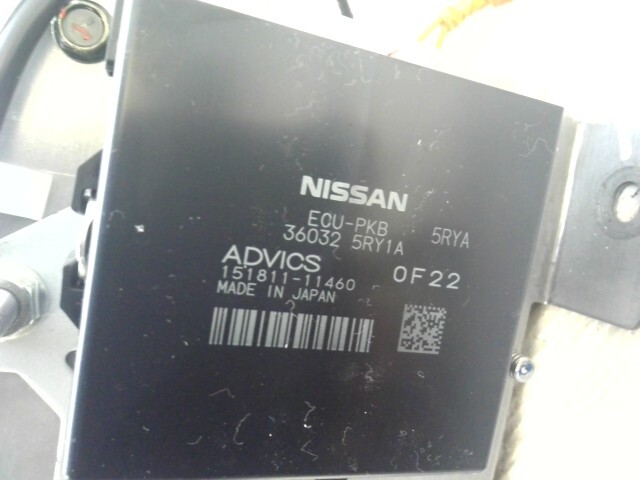 NISSAN
ECU-PKB 5RYA
36032 5RY1A
ADVICS
151811-11460 0F22
MADE IN JAPAN